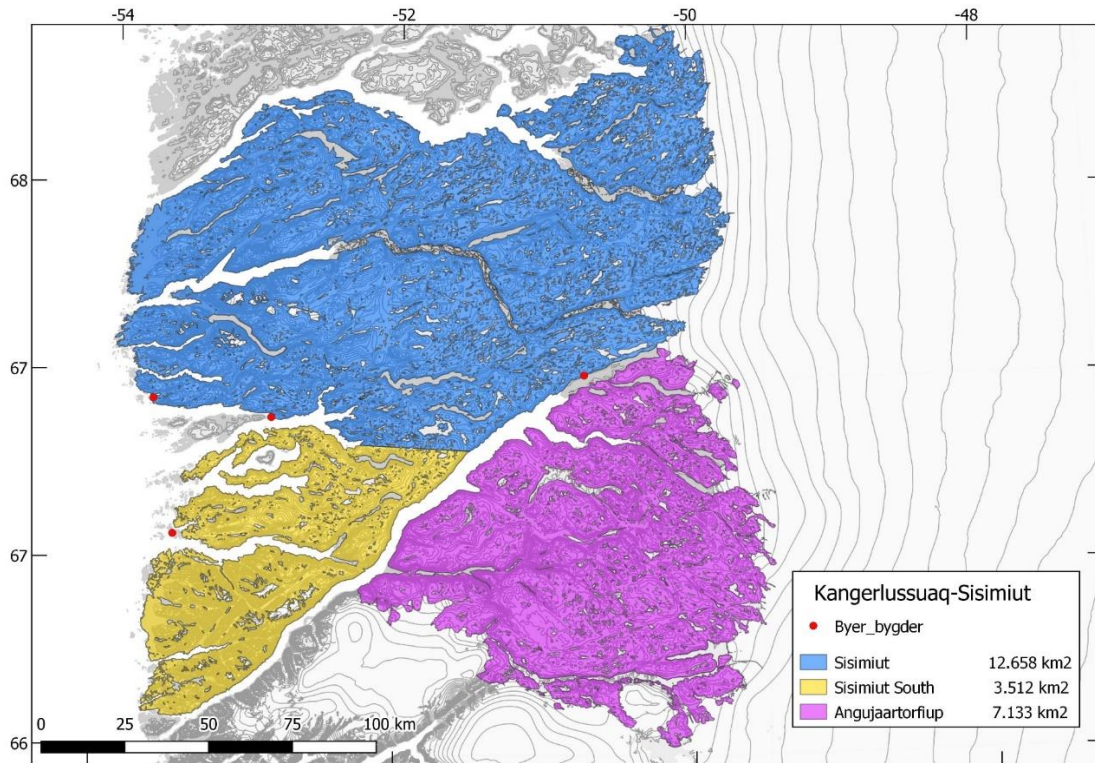 -54 -52 -50 -48
68
67
67
66
Kangerlussuaq-Sisimiut
Byer_bygder
Sisimiut 12.658 km2
Sisimiut South 3.512 km2
Angujaartorfiup 7.133 km2
0 25 50 75 100 km